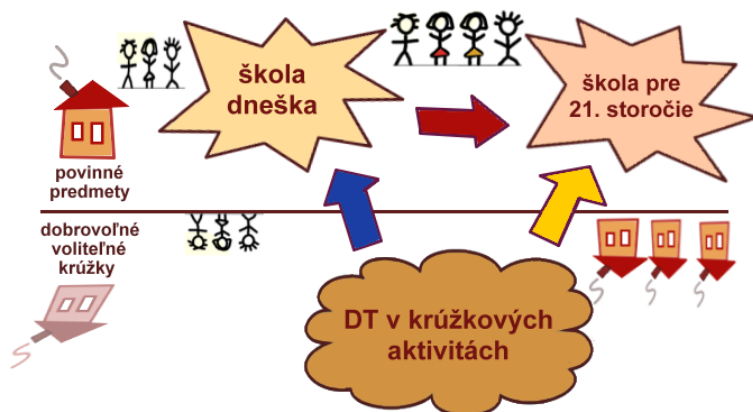 škola
dneška
škola pre
21. storočie
povinné
predmety
dobrovoľné
voliteľné
krúžky
DT v krúžkových
aktivitách